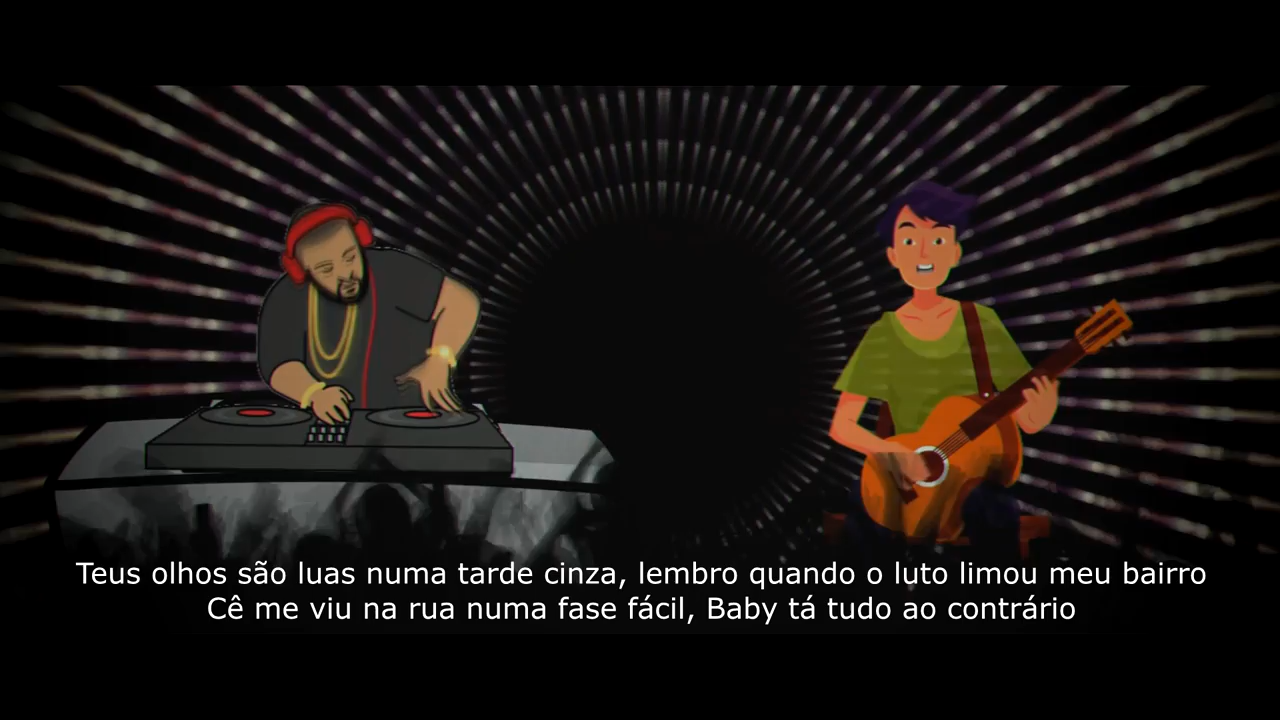 Teus olhos são luas numa tarde cinza, lembro quando o luto limou meu bairro
Cê me viu na rua numa fase fácil, Baby tá tudo ao contrário